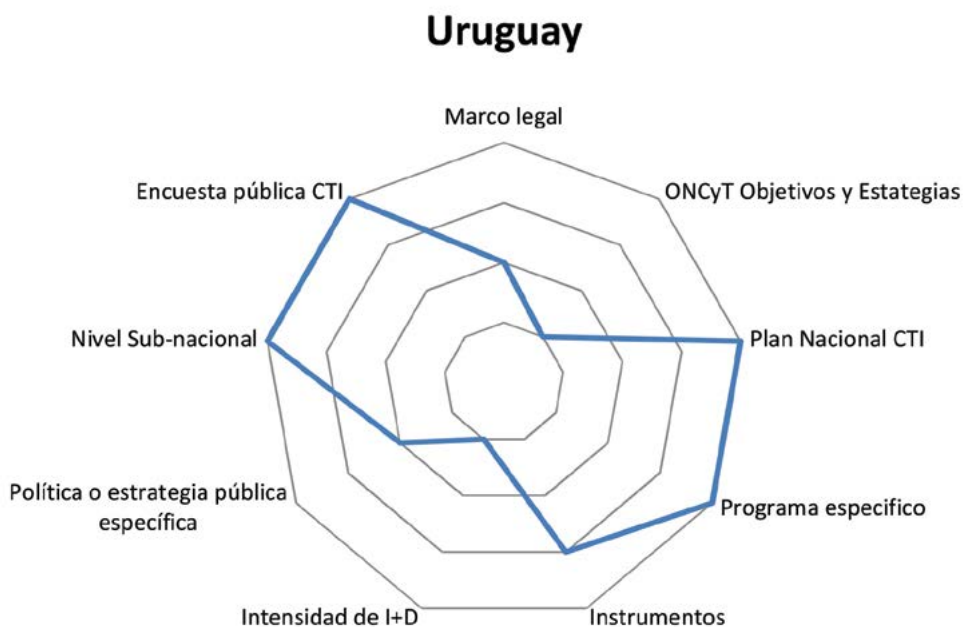 Uruguay
Marco legal
Encuesta pública CTI
ONCyT Objetivos y Estategias
Nivel Sub-nacional
Plan Nacional CTI
Política o estrategia pública
específica
Programa especifico
Intensidad de I+D
Instrumentos